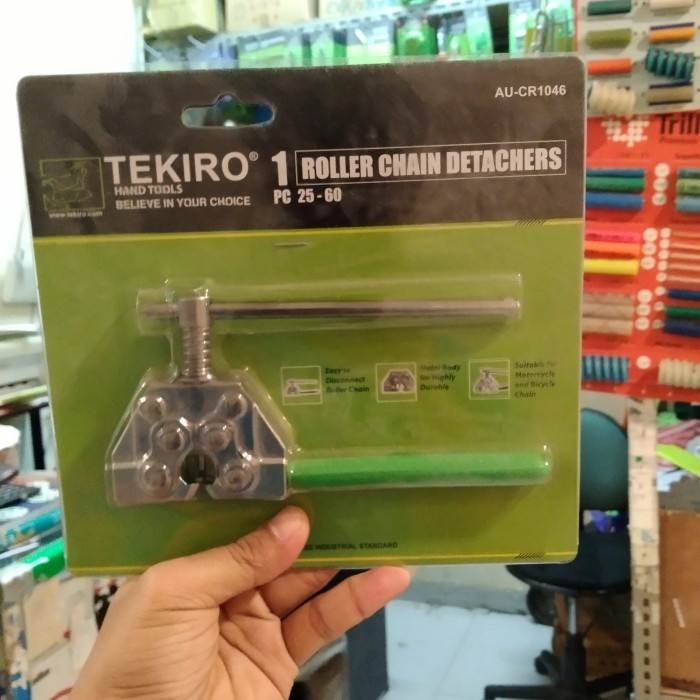 AU-CR1046
TEKIRO®
HAND TOOLS
BELIEVE IN YOUR CHOICE
www.tekiro.com
1 ROLLER CHAIN DETACHERS
PC 25 - 60
Easy to
Disconnect
Roller Chain
Metal Body
for Highly
Durable
Suitable for
Motorcycle
and Bicycle
Chain
INDUSTRIAL STANDARD
Trill